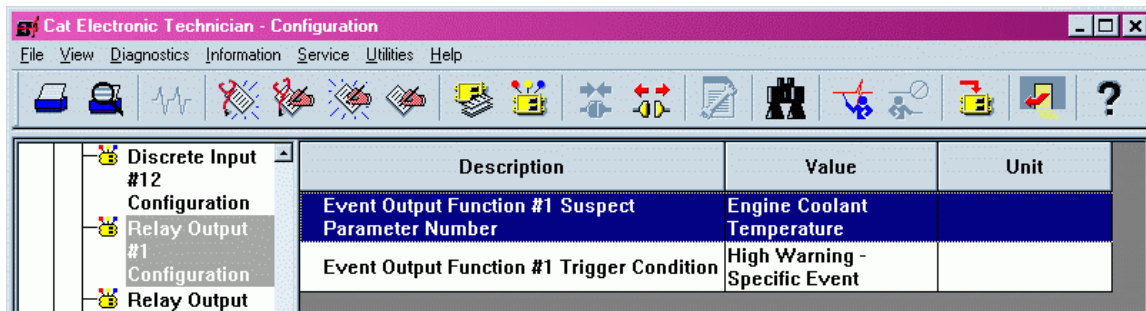 Cat Electronic Technician - Configuration
File View Diagnostics Information Service Utilities Help
Discrete Input
#12
Configuration
Relay Output
#1
Configuration
Relay Output
Description Value Unit
Event Output Function #1 Suspect
Parameter Number
Engine Coolant
Temperature
Event Output Function #1 Trigger Condition
High Warning -
Specific Event